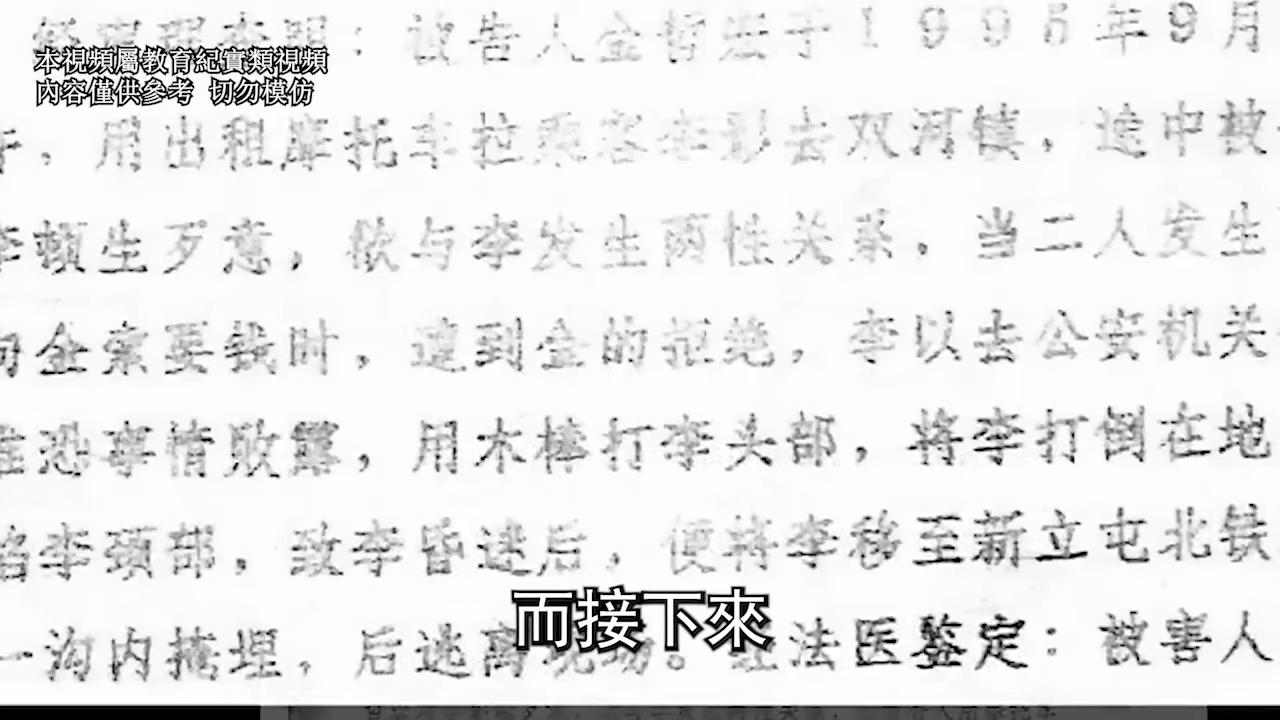 经审理查明：被告人金哲宏于1995年9月
本視頻屬教育紀實類視頻
內容僅供參考 切勿模仿
，用出租摩托车拉乘客李影去双河镇，途中被
李顿生歹意，欲与李发生两性关系。当二人发生
向金索要钱时，遭到金的拒绝，李以去公安机关
恐事情败露，用木棒打李头部，将李打倒在地
掐李颈部，致李昏迷后，便将李移至新立屯北铁
一沟内掩埋，后逃离现场。经法医鉴定：被害人
而接下來